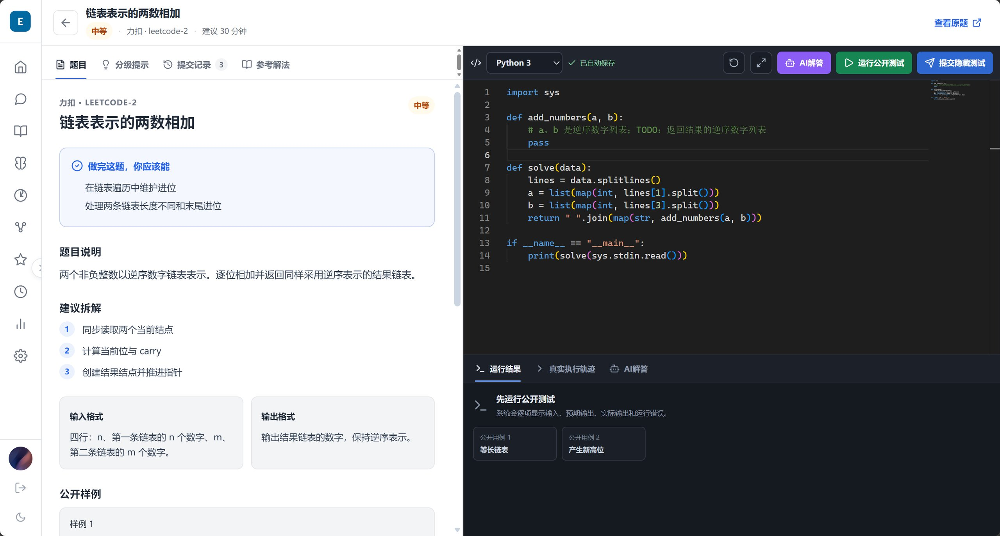 E
链表表示的两数相加
中等 · 力扣 · leetcode-2 · 建议 30 分钟
查看原题
题目 分级提示 提交记录 3 参考解法
力扣 • LEETCODE-2
中等
链表表示的两数相加
做完这题，你应该能
在链表遍历中维护进位
处理两条链表长度不同和末尾进位
题目说明
两个非负整数以逆序数字链表表示。逐位相加并返回同样采用逆序表示的结果链表。
建议拆解
1 同步读取两个当前结点
2 计算当前位与 carry
3 创建结果结点并推进指针
输入格式
四行：n、第一条链表的 n 个数字、m、
第二条链表的 m 个数字。
输出格式
输出结果链表的数字，保持逆序表示。
公开样例
样例 1
</> Python 3 已自动保存 AI解答 运行公开测试 提交隐藏测试
1 import sys
2
3 def add_numbers(a, b):
4     # a、b 是逆序数字列表；TODO：返回结果的逆序数字列表
5     pass
6
7 def solve(data):
8     lines = data.splitlines()
9     a = list(map(int, lines[1].split()))
10     b = list(map(int, lines[3].split()))
11     return " ".join(map(str, add_numbers(a, b)))
12
13 if __name__ == "__main__":
14     print(solve(sys.stdin.read()))
15
运行结果 真实执行轨迹 AI解答
先运行公开测试
系统会逐项显示输入、预期输出、实际输出和运行错误。
公开用例 1
等长链表
公开用例 2
产生新高位